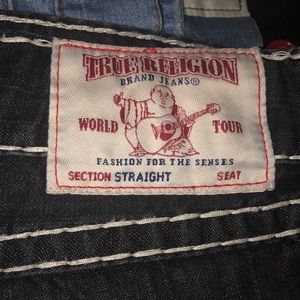 TRUE RELIGION
BRAND JEANS®
WORLD TOUR
FASHION FOR THE SENSES
SECTION STRAIGHT SEAT